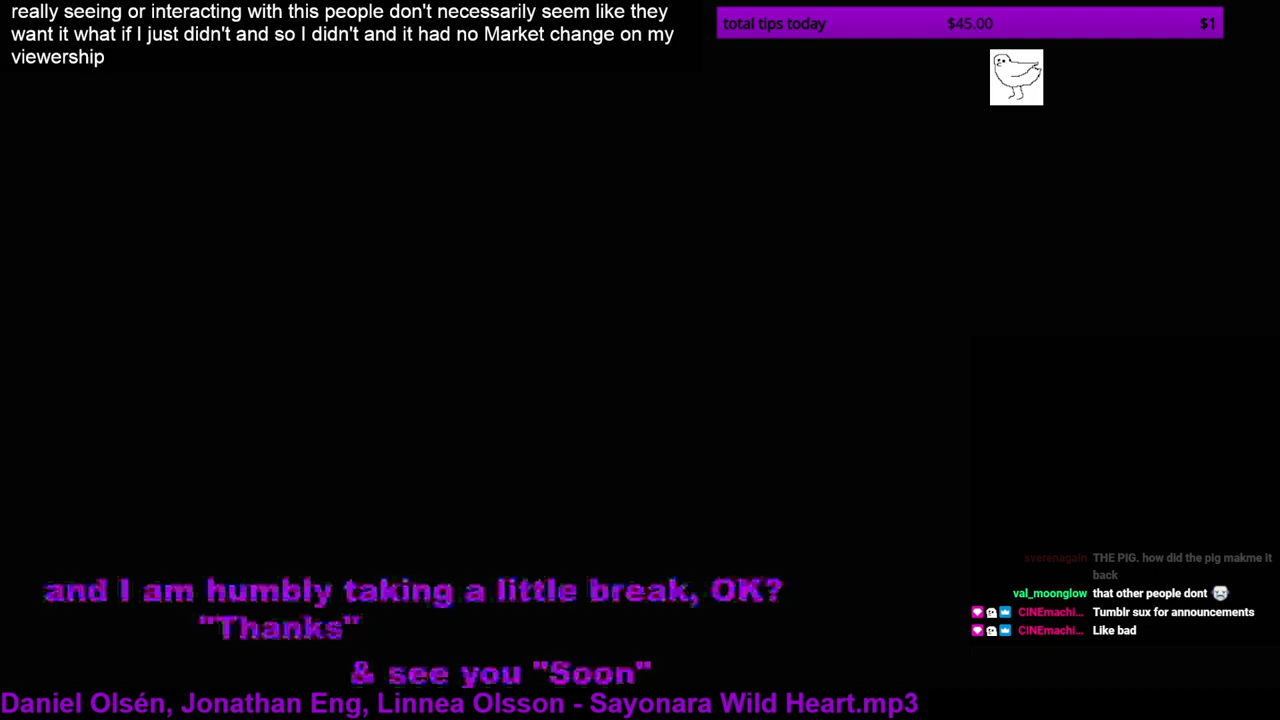 really seeing or interacting with this people don't necessarily seem like they
want it what if I just didn't and so I didn't and it had no Market change on my
viewership
total tips today $45.00 $1
sverenagain THE PIG. how did the pig makme it
back
val_moonglow that other people dont
CINEmachi... Tumblr sux for announcements
CINEmachi... Like bad
and I am humbly taking a little break, OK?
"Thanks"
& see you "Soon"
Daniel Olsén, Jonathan Eng, Linnea Olsson - Sayonara Wild Heart.mp3